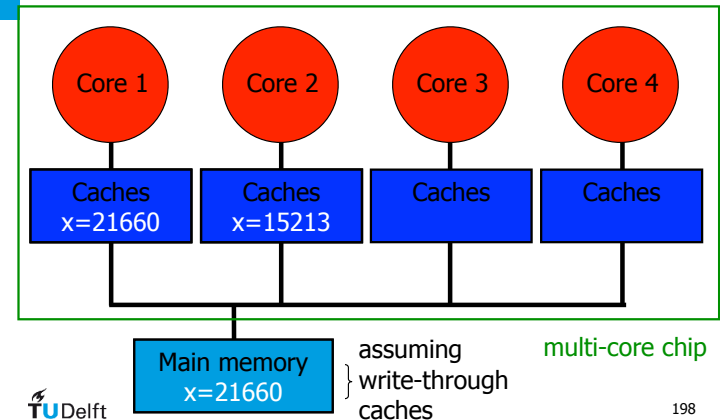 Core 1
Core 2
Core 3
Core 4
Caches
x=21660
Caches
x=15213
Caches
Caches
Main memory
x=21660
assuming
write-through
caches
multi-core chip
TUDelft
198